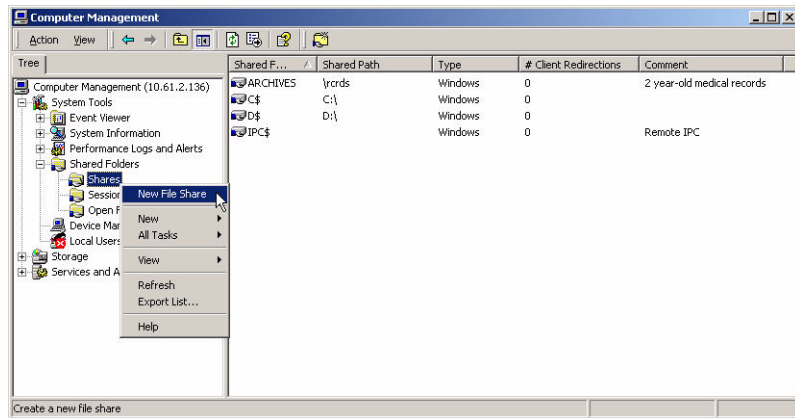 Computer Management
Action View
Tree
Computer Management (10.61.2.136)
System Tools
Event Viewer
System Information
Performance Logs and Alerts
Shared Folders
Shares
Session
Open F
Device Mar
Local Users
Storage
Services and A
New File Share
New
All Tasks
View
Refresh
Export List...
Help
Shared F... Shared Path Type # Client Redirections Comment
ARCHIVES \rcrds Windows 0 2 year-old medical records
C$ C:\ Windows 0
D$ D:\ Windows 0
IPC$ Windows 0 Remote IPC
Create a new file share